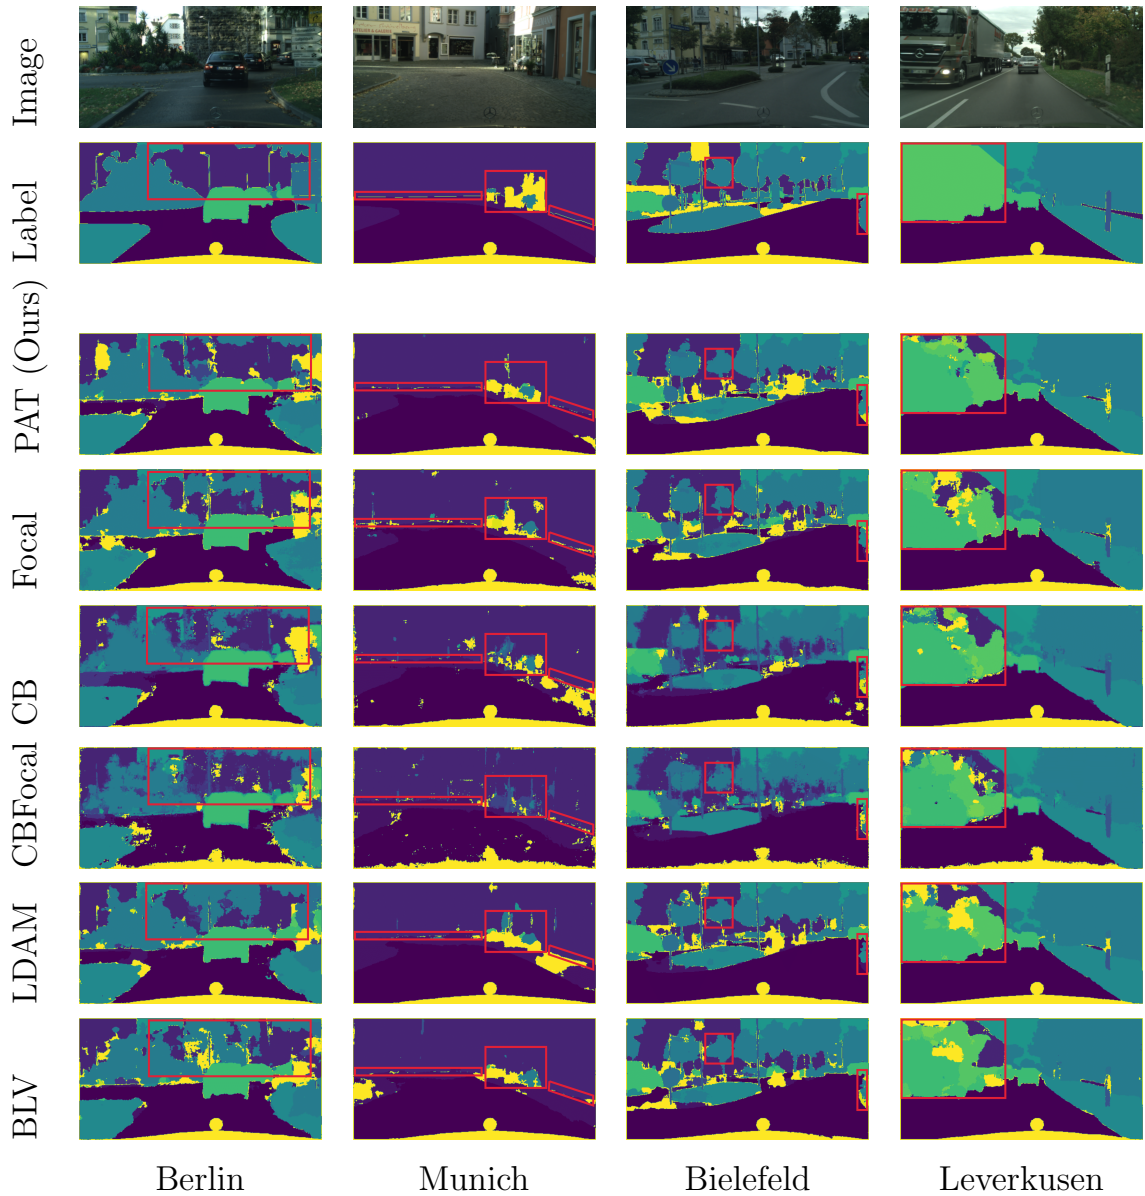 Image
Label
PAT (Ours)
Focal
CB
CBFocal
LDAM
BLV
Berlin
Munich
Bielefeld
Leverkusen